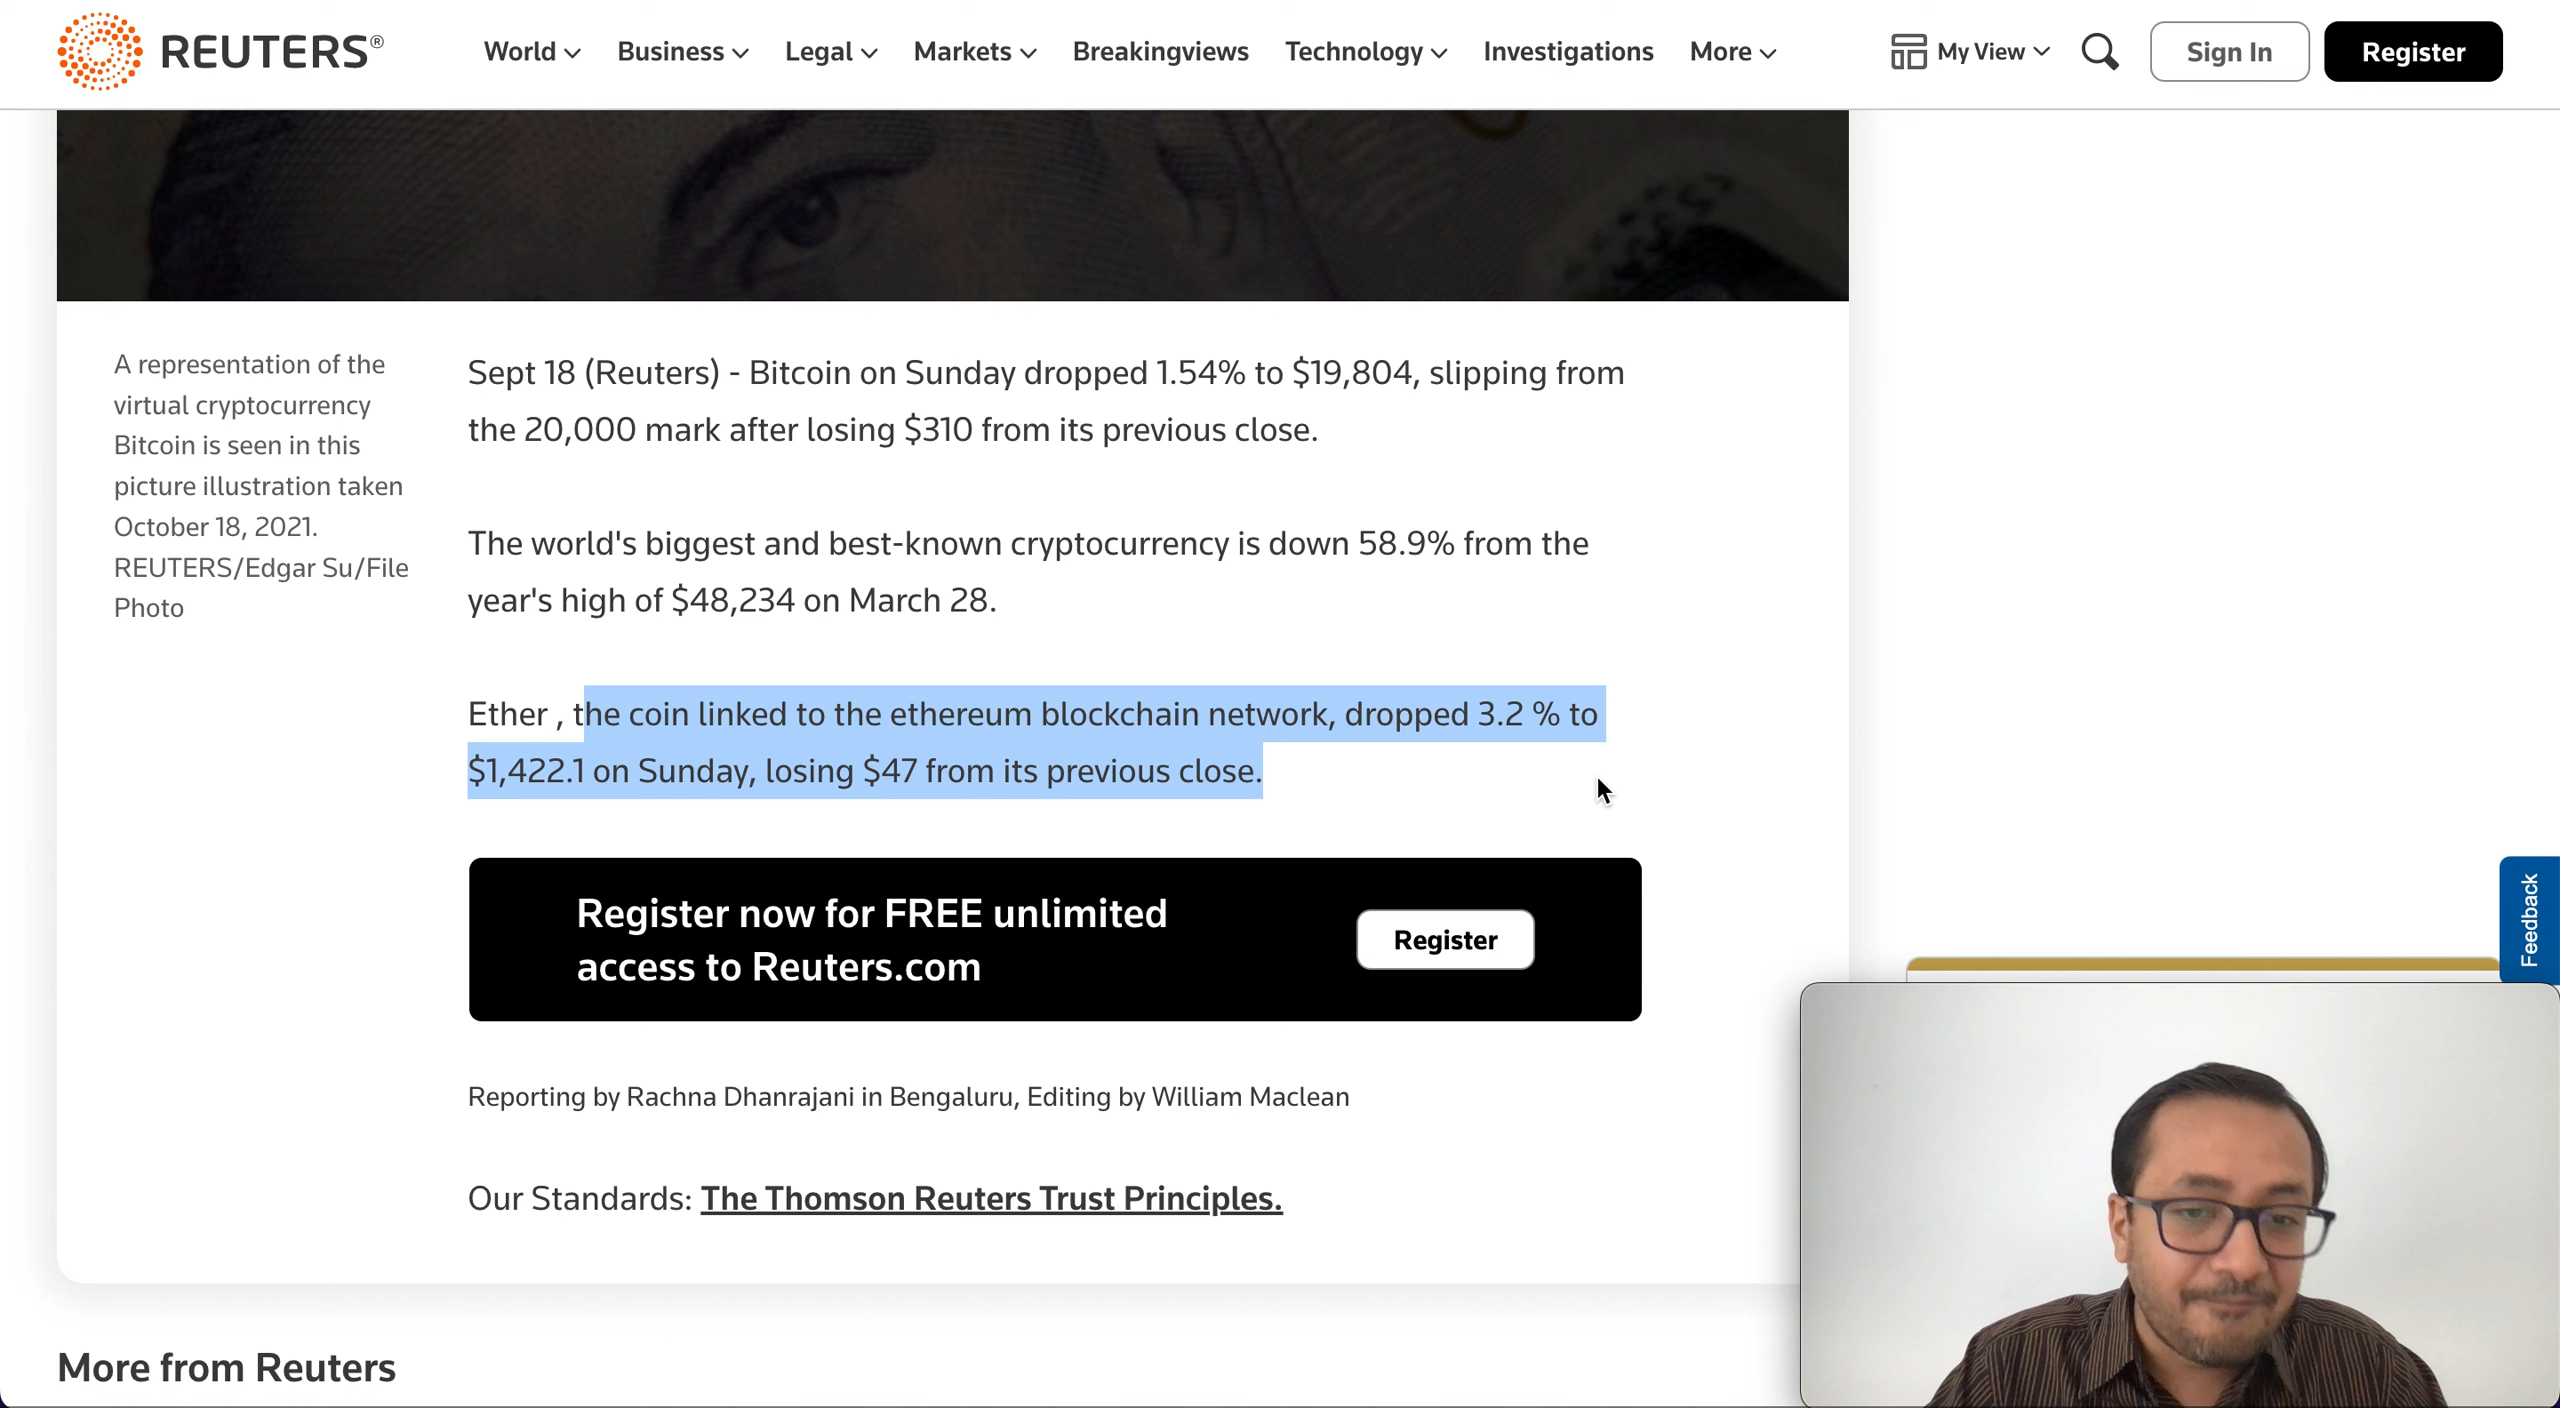 REUTERS®
World
Business
Legal
Markets
Breakingviews
Technology
Investigations
More
My View
Sign In
Register
A representation of the
virtual cryptocurrency
Bitcoin is seen in this
picture illustration taken
October 18, 2021.
REUTERS/Edgar Su/File
Photo
Sept 18 (Reuters) - Bitcoin on Sunday dropped 1.54% to $19,804, slipping from
the 20,000 mark after losing $310 from its previous close.
The world's biggest and best-known cryptocurrency is down 58.9% from the
year's high of $48,234 on March 28.
Ether , the coin linked to the ethereum blockchain network, dropped 3.2 % to
$1,422.1 on Sunday, losing $47 from its previous close.
Register now for FREE unlimited
access to Reuters.com
Register
Reporting by Rachna Dhanrajani in Bengaluru, Editing by William Maclean
Our Standards: The Thomson Reuters Trust Principles.
Feedback
More from Reuters